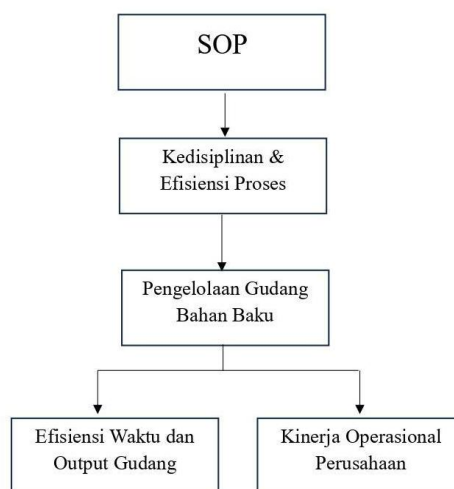 SOP
Kedisiplinan &
Efisiensi Proses
Pengelolaan Gudang
Bahan Baku
Efisiensi Waktu dan
Output Gudang
Kinerja Operasional
Perusahaan